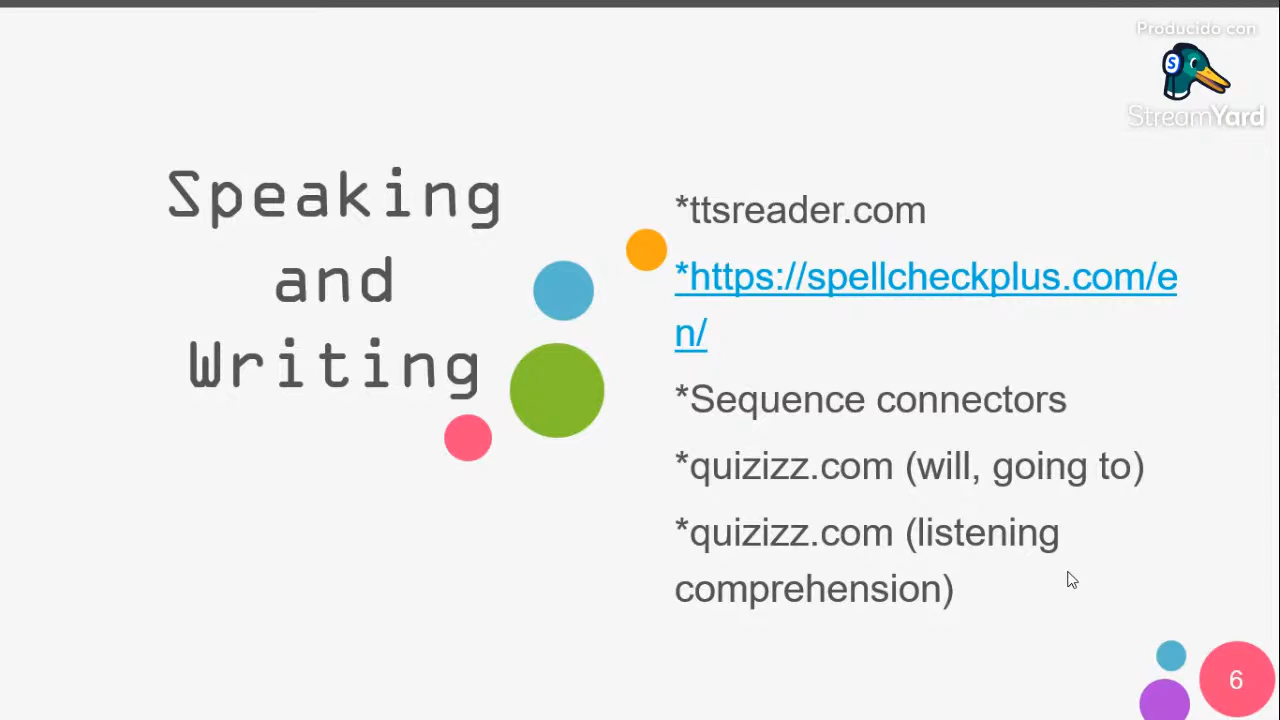 Producido con
StreamYard
Speaking
and
Writing
*ttsreader.com
*https://spellcheckplus.com/e
n/
*Sequence connectors
*quizizz.com (will, going to)
*quizizz.com (listening
comprehension)
6